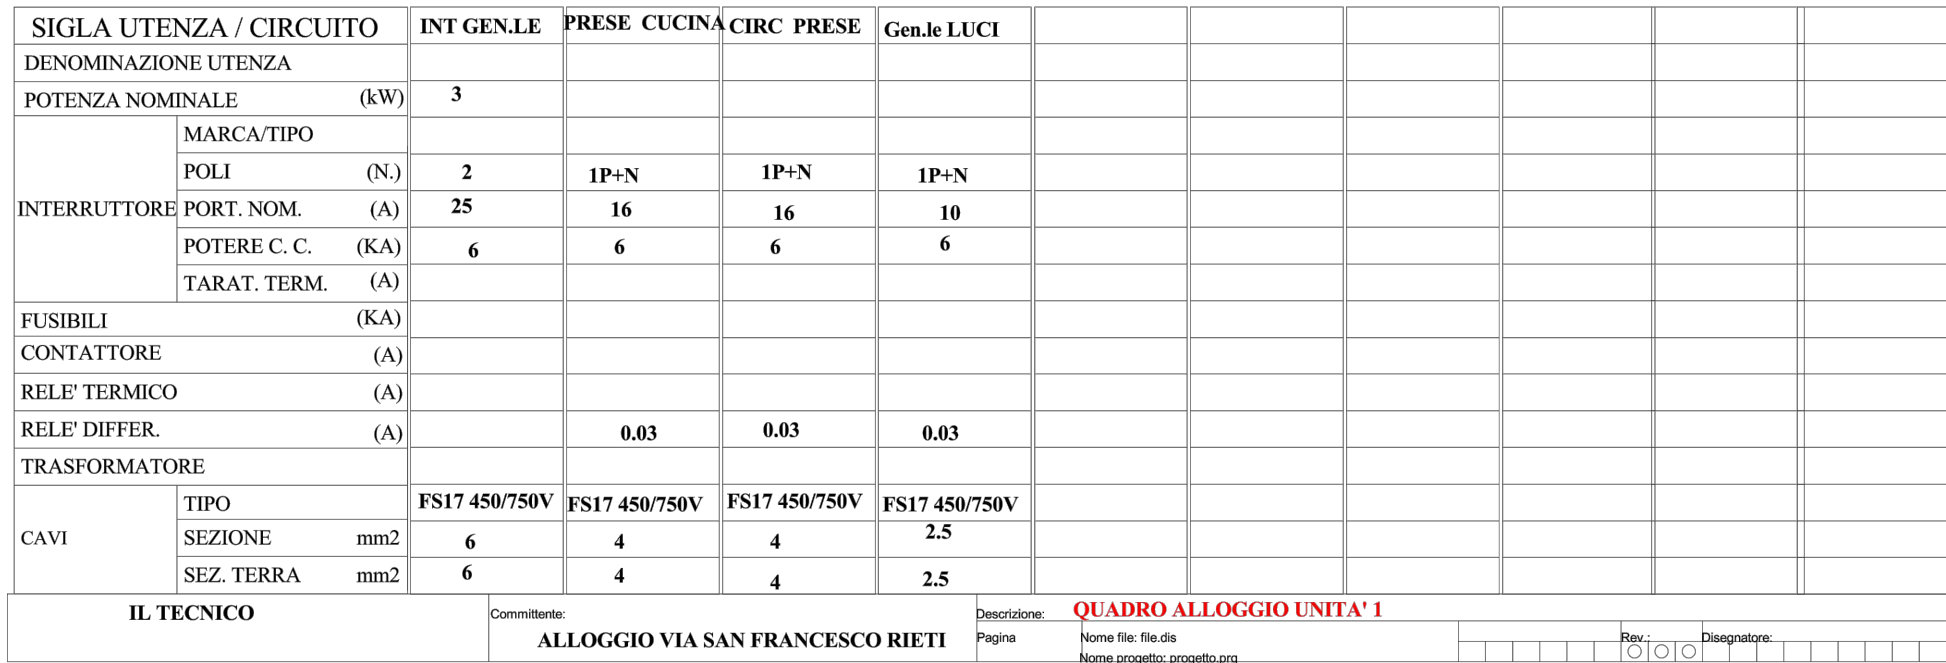 SIGLA UTENZA / CIRCUITO INT GEN.LE PRESE CUCINA CIRC PRESE Gen.le LUCI
DENOMINAZIONE UTENZA
POTENZA NOMINALE (kW) 3
MARCA/TIPO
POLI (N.) 2 1P+N 1P+N 1P+N
INTERRUTTORE PORT. NOM. (A) 25 16 16 10
POTERE C. C. (KA) 6 6 6 6
TARAT. TERM. (A)
FUSIBILI (KA)
CONTATTORE (A)
RELE' TERMICO (A)
RELE' DIFFER. (A) 0.03 0.03 0.03
TRASFORMATORE
TIPO FS17 450/750V FS17 450/750V FS17 450/750V FS17 450/750V
CAVI SEZIONE mm2 6 4 4 2.5
SEZ. TERRA mm2 6 4 4 2.5
IL TECNICO Committente: Descrizione: QUADRO ALLOGGIO UNITA' 1
ALLOGGIO VIA SAN FRANCESCO RIETI Pagina Nome file: file.dis Rev.: Disegnatore:
Nome progetto: progetto.prg